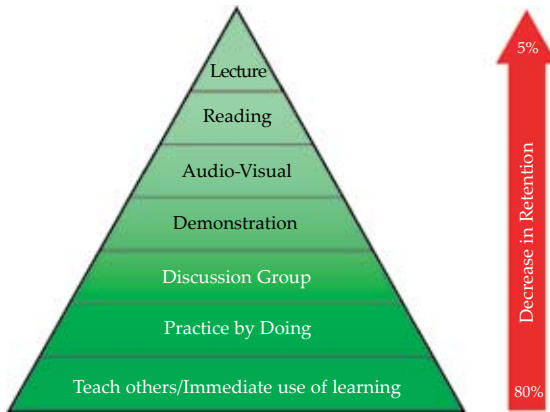 Lecture
Reading
Audio-Visual
Demonstration
Discussion Group
Practice by Doing
Teach others/Immediate use of learning
5%
Decrease in Retention
80%